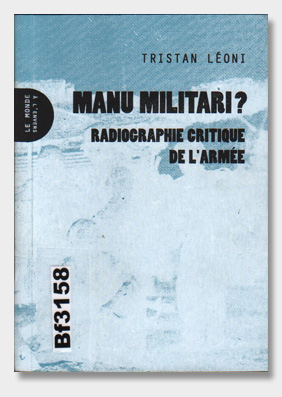 TRISTAN LÉONI
MANU MILITARI?
RADIOGRAPHIE CRITIQUE
DE L'ARMÉE
LE MONDE
À L'ENVERS
Bf3158